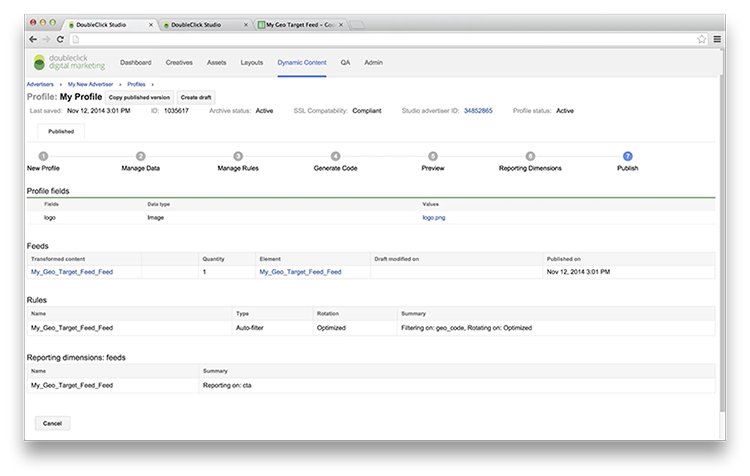 DoubleClick Studio
DoubleClick Studio
My Geo Target Feed - Goo
doubleclick
digital marketing
Dashboard Creatives Assets Layouts Dynamic Content QA Admin
Advertisers My New Advertiser Profiles
Profile: My Profile Copy published version Create draft
Last saved: Nov 12, 2014 3:01 PM ID: 1035617 Archive status: Active SSL Compatability: Compliant Studio advertiser ID: 34852865 Profile status: Active
Published
1 2 3 4 5 6 7
New Profile Manage Data Manage Rules Generate Code Preview Reporting Dimensions Publish
Profile fields
Fields Data type Values
logo Image logo.png
Feeds
Transformed content Quantity Element Draft modified on Published on
My_Geo_Target_Feed_Feed 1 My_Geo_Target_Feed_Feed Nov 12, 2014 3:01 PM
Rules
Name Type Rotation Summary
My_Geo_Target_Feed_Feed Auto-filter Optimized Filtering on: geo_code, Rotating on: Optimized
Reporting dimensions: feeds
Name Summary
My_Geo_Target_Feed_Feed Reporting on: cta
Cancel